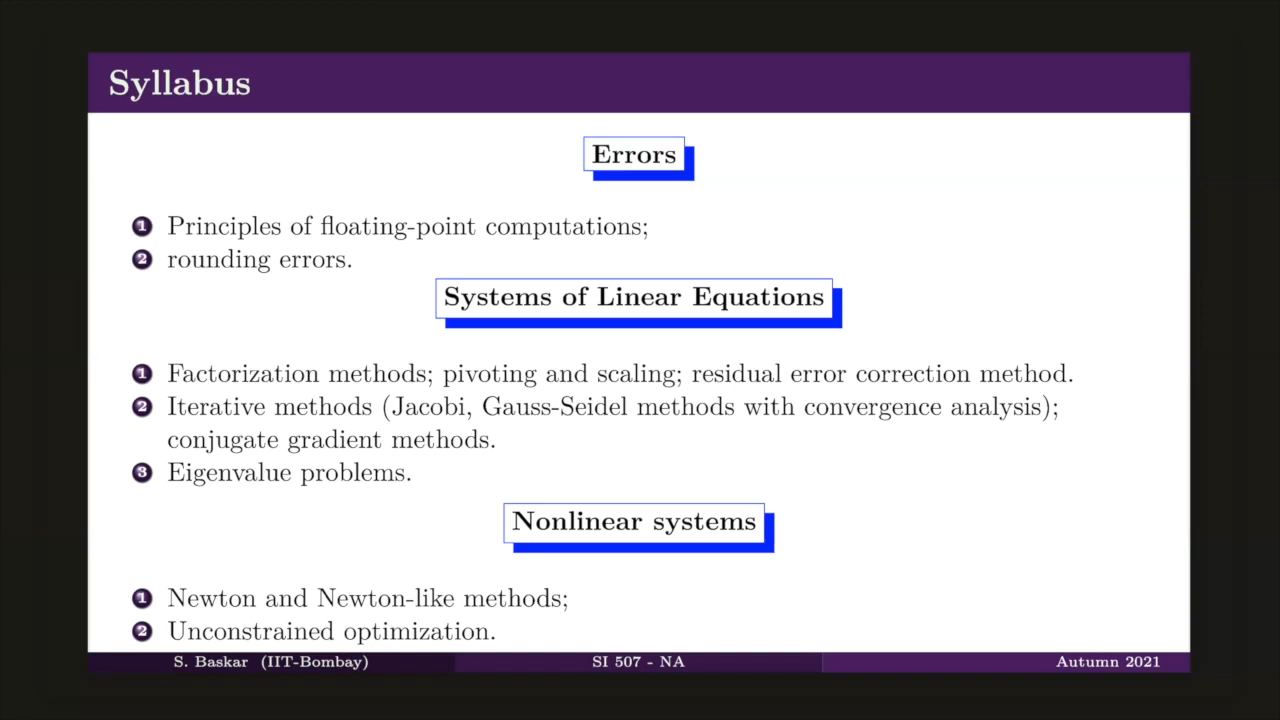 Syllabus
Errors
1 Principles of floating-point computations;
2 rounding errors.
Systems of Linear Equations
1 Factorization methods; pivoting and scaling; residual error correction method.
2 Iterative methods (Jacobi, Gauss-Seidel methods with convergence analysis);
conjugate gradient methods.
3 Eigenvalue problems.
Nonlinear systems
1 Newton and Newton-like methods;
2 Unconstrained optimization.
S. Baskar (IIT-Bombay) SI 507 - NA Autumn 2021